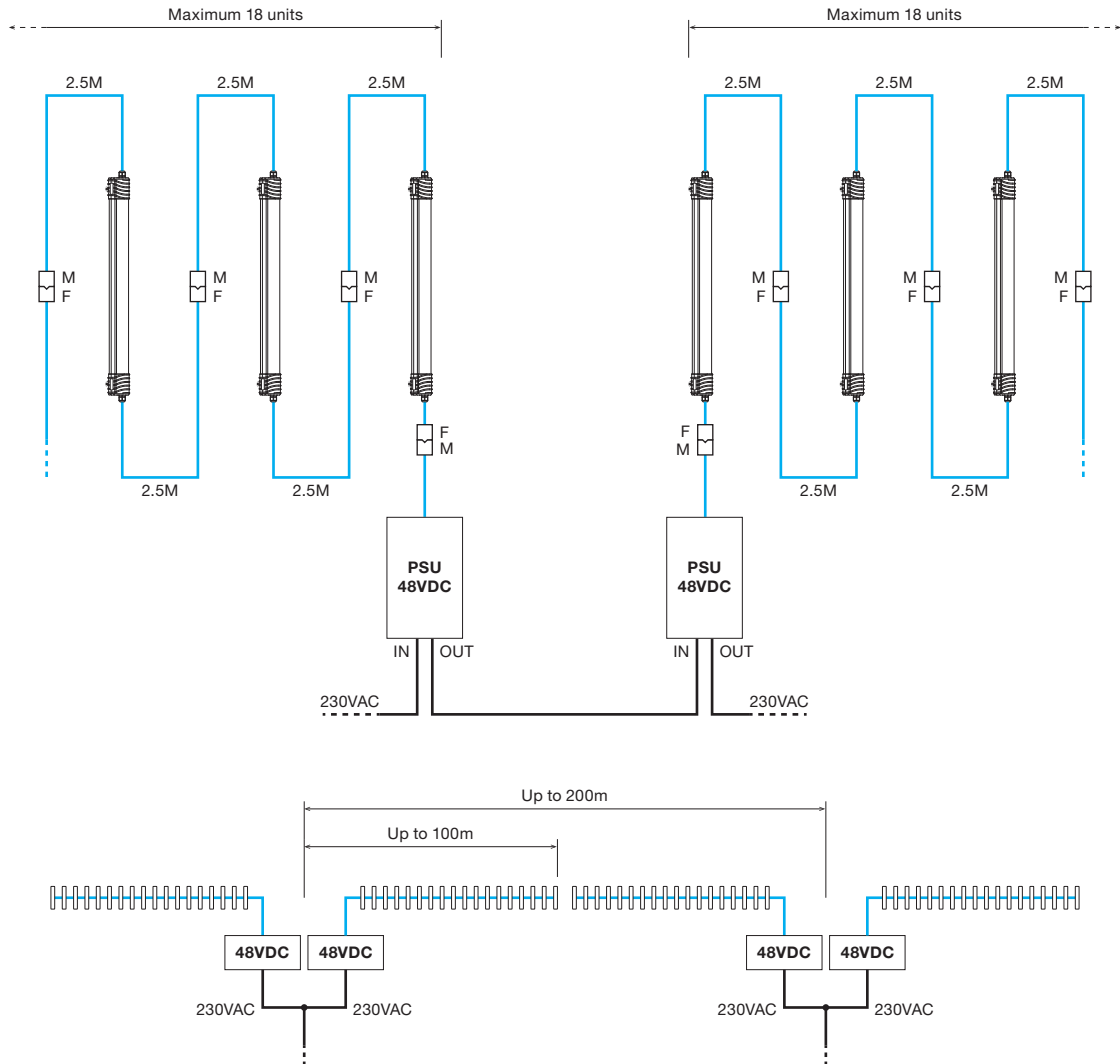 Maximum 18 units
Maximum 18 units
2.5M
2.5M
2.5M
2.5M
2.5M
2.5M
M
F
M
F
M
F
M
F
M
F
M
F
F
M
F
M
2.5M
2.5M
2.5M
2.5M
PSU
48VDC
PSU
48VDC
IN
OUT
IN
OUT
230VAC
230VAC
Up to 200m
Up to 100m
48VDC
48VDC
48VDC
48VDC
230VAC
230VAC
230VAC
230VAC